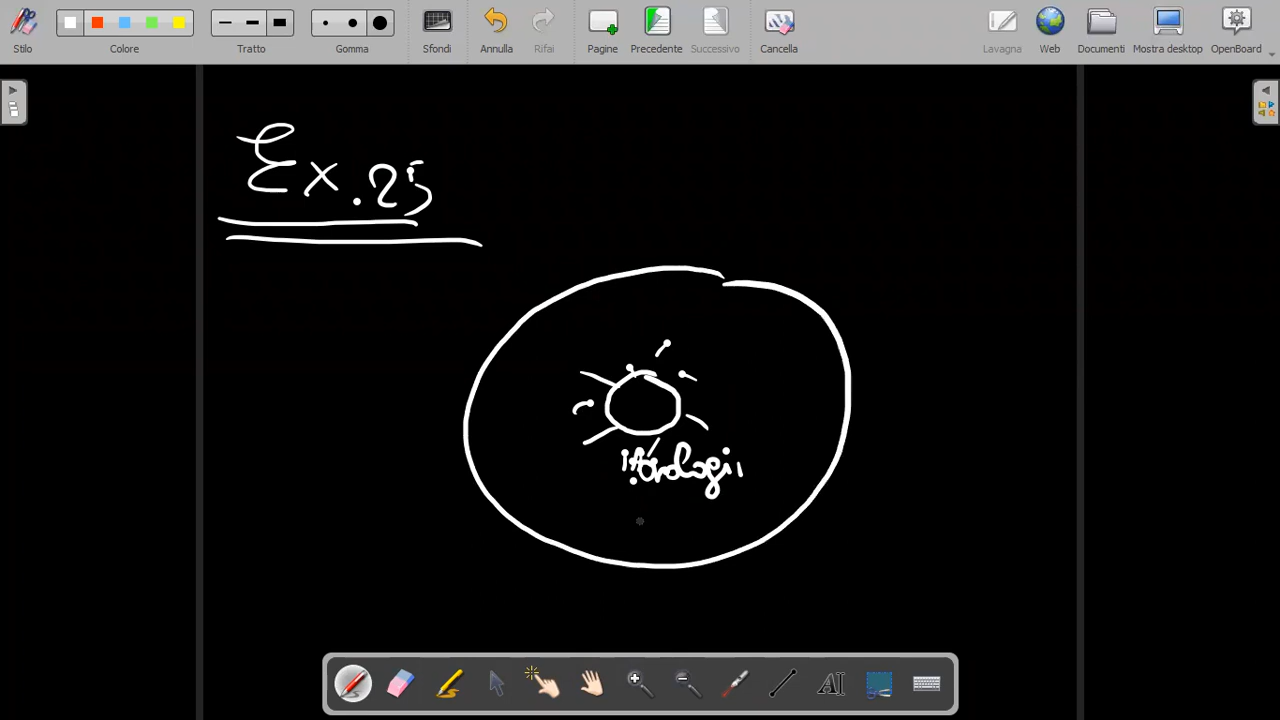 Stilo
Colore
Tratto
Gomma
Sfondi
Annulla
Rifai
Pagine
Precedente
Successivo
Cancella
Lavagna
Web
Documenti
Mostra desktop
OpenBoard
Ex.25